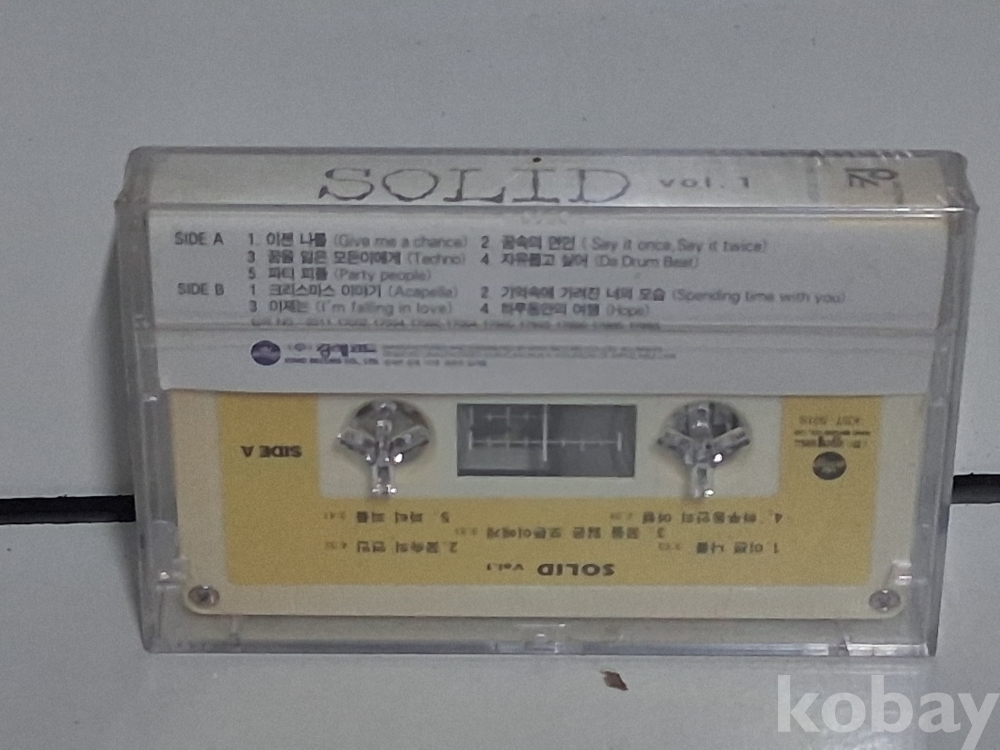 SOLID vol. 1
SIDE A 1. 이젠 나를 (Give me a chance) 2. 꿈속의 연인 ( Say it once, Say it twice)
3 꿈을 잃은 모든이에게 (Techno) 4. 자유롭고 싶어 (Da Drum Beat)
5 파티 피플 (Party people)
SIDE B 1 크리스마스 이야기 (Acapella) 2. 기억속에 가려진 너의 모습 (Spending time with you)
3 이제는 (I'm falling in love) 4. 하루동안의 여행 (Hope)
SIDE A
SOLID Vol.1
1. 이젠 나를 2. 꿈속의 연인
3. 꿈을 잃은 모든이에게
4. 하루동안의 여행 5. 파티 피플
kobay